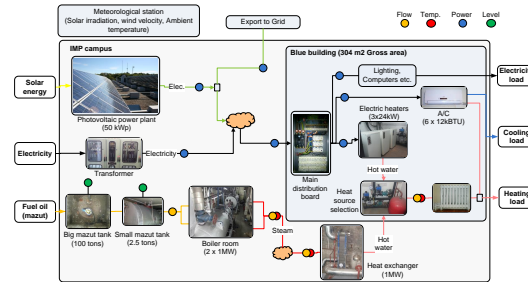 Meteorological station
(Solar irradiation, wind velocity, Ambient
temperature)
Export to Grid
Flow
Temp.
Power
Level
IMP campus
Blue building (304 m2 Gross area)
Solar
energy
Elec.
Photovoltaic power plant
(50 kWp)
Lighting,
Computers etc.
Electricity
load
Electric heaters
(3x24kW)
A/C
(6 x 12kBTU)
Cooling
load
Electricity
Electricity
Transformer
Main
distribution
board
Hot water
Heat
source
selection
Heating
load
Fuel oil
(mazut)
Big mazut tank
(100 tons)
Small mazut tank
(2.5 tons)
Boiler room
(2 x 1MW)
Steam
Hot
water
Heat exchanger
(1MW)